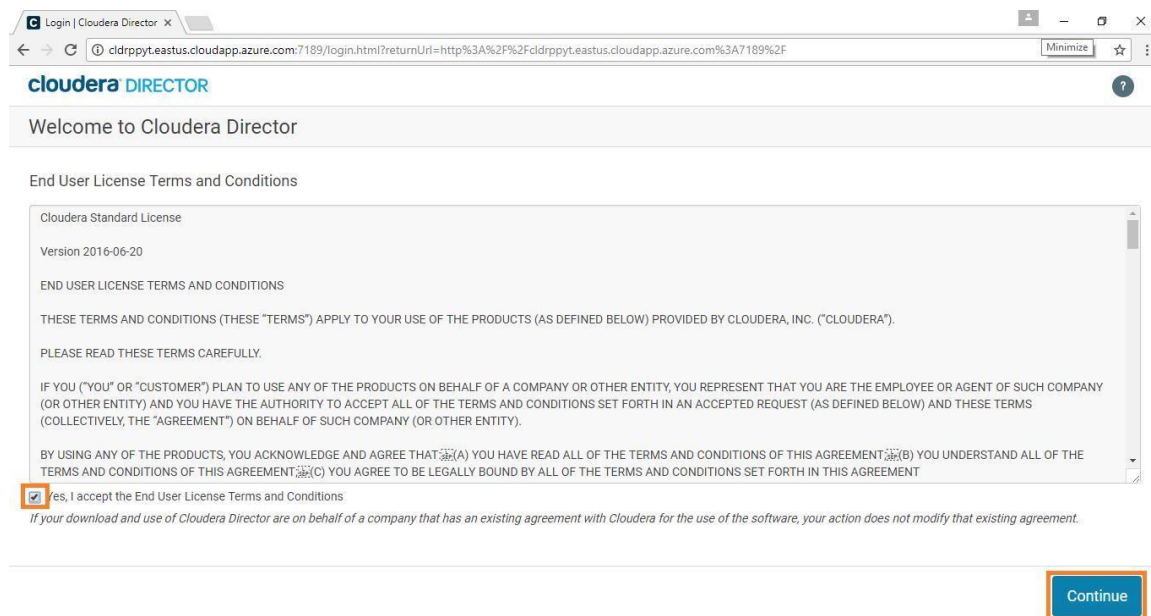 Login | Cloudera Director
cldrppyt.eastus.cloudapp.azure.com:7189/login.html?returnUrl=http%3A%2F%2Fcldrppyt.eastus.cloudapp.azure.com%3A7189%2F
Minimize
cloudera DIRECTOR
?
Welcome to Cloudera Director
End User License Terms and Conditions
Cloudera Standard License
Version 2016-06-20
END USER LICENSE TERMS AND CONDITIONS
THESE TERMS AND CONDITIONS (THESE “TERMS”) APPLY TO YOUR USE OF THE PRODUCTS (AS DEFINED BELOW) PROVIDED BY CLOUDERA, INC. (“CLOUDERA”).
PLEASE READ THESE TERMS CAREFULLY.
IF YOU (“YOU” OR “CUSTOMER”) PLAN TO USE ANY OF THE PRODUCTS ON BEHALF OF A COMPANY OR OTHER ENTITY, YOU REPRESENT THAT YOU ARE THE EMPLOYEE OR AGENT OF SUCH COMPANY
(OR OTHER ENTITY) AND YOU HAVE THE AUTHORITY TO ACCEPT ALL OF THE TERMS AND CONDITIONS SET FORTH IN AN ACCEPTED REQUEST (AS DEFINED BELOW) AND THESE TERMS
(COLLECTIVELY, THE “AGREEMENT”) ON BEHALF OF SUCH COMPANY (OR OTHER ENTITY).
BY USING ANY OF THE PRODUCTS, YOU ACKNOWLEDGE AND AGREE THAT:(A) YOU HAVE READ ALL OF THE TERMS AND CONDITIONS OF THIS AGREEMENT;(B) YOU UNDERSTAND ALL OF THE
TERMS AND CONDITIONS OF THIS AGREEMENT;(C) YOU AGREE TO BE LEGALLY BOUND BY ALL OF THE TERMS AND CONDITIONS SET FORTH IN THIS AGREEMENT
Yes, I accept the End User License Terms and Conditions
If your download and use of Cloudera Director are on behalf of a company that has an existing agreement with Cloudera for the use of the software, your action does not modify that existing agreement.
Continue